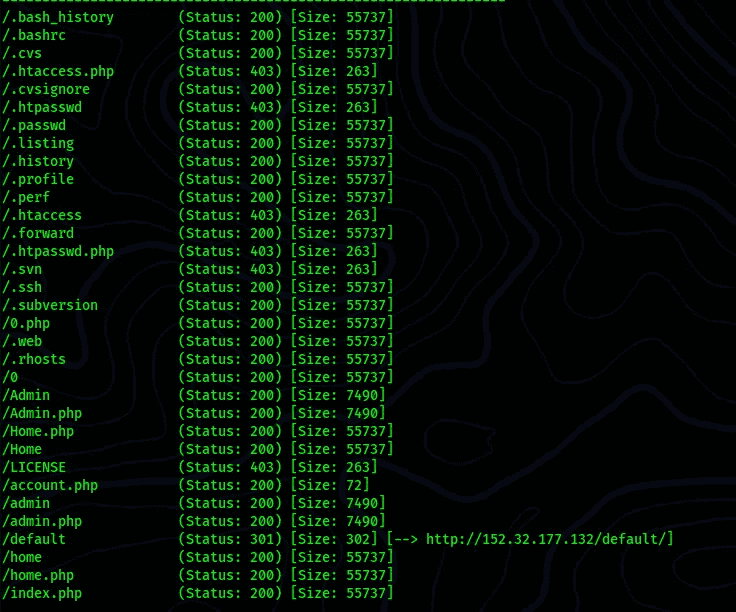 /.bash_history        (Status: 200) [Size: 55737]
/.bashrc              (Status: 200) [Size: 55737]
/.cvs                 (Status: 200) [Size: 55737]
/.htaccess.php        (Status: 403) [Size: 263]
/.cvsignore           (Status: 200) [Size: 55737]
/.htpasswd            (Status: 403) [Size: 263]
/.passwd              (Status: 200) [Size: 55737]
/.listing             (Status: 200) [Size: 55737]
/.history             (Status: 200) [Size: 55737]
/.profile             (Status: 200) [Size: 55737]
/.perf                (Status: 200) [Size: 55737]
/.htaccess            (Status: 403) [Size: 263]
/.forward             (Status: 200) [Size: 55737]
/.htpasswd.php        (Status: 403) [Size: 263]
/.svn                 (Status: 403) [Size: 263]
/.ssh                 (Status: 200) [Size: 55737]
/.subversion          (Status: 200) [Size: 55737]
/0.php                (Status: 200) [Size: 55737]
/.web                 (Status: 200) [Size: 55737]
/.rhosts              (Status: 200) [Size: 55737]
/0                    (Status: 200) [Size: 55737]
/Admin                (Status: 200) [Size: 7490]
/Admin.php            (Status: 200) [Size: 7490]
/Home.php             (Status: 200) [Size: 55737]
/Home                 (Status: 200) [Size: 55737]
/LICENSE              (Status: 403) [Size: 263]
/account.php          (Status: 200) [Size: 72]
/admin                (Status: 200) [Size: 7490]
/admin.php            (Status: 200) [Size: 7490]
/default              (Status: 301) [Size: 302] [--> http://152.32.177.132/default/]
/home                 (Status: 200) [Size: 55737]
/home.php             (Status: 200) [Size: 55737]
/index.php            (Status: 200) [Size: 55737]